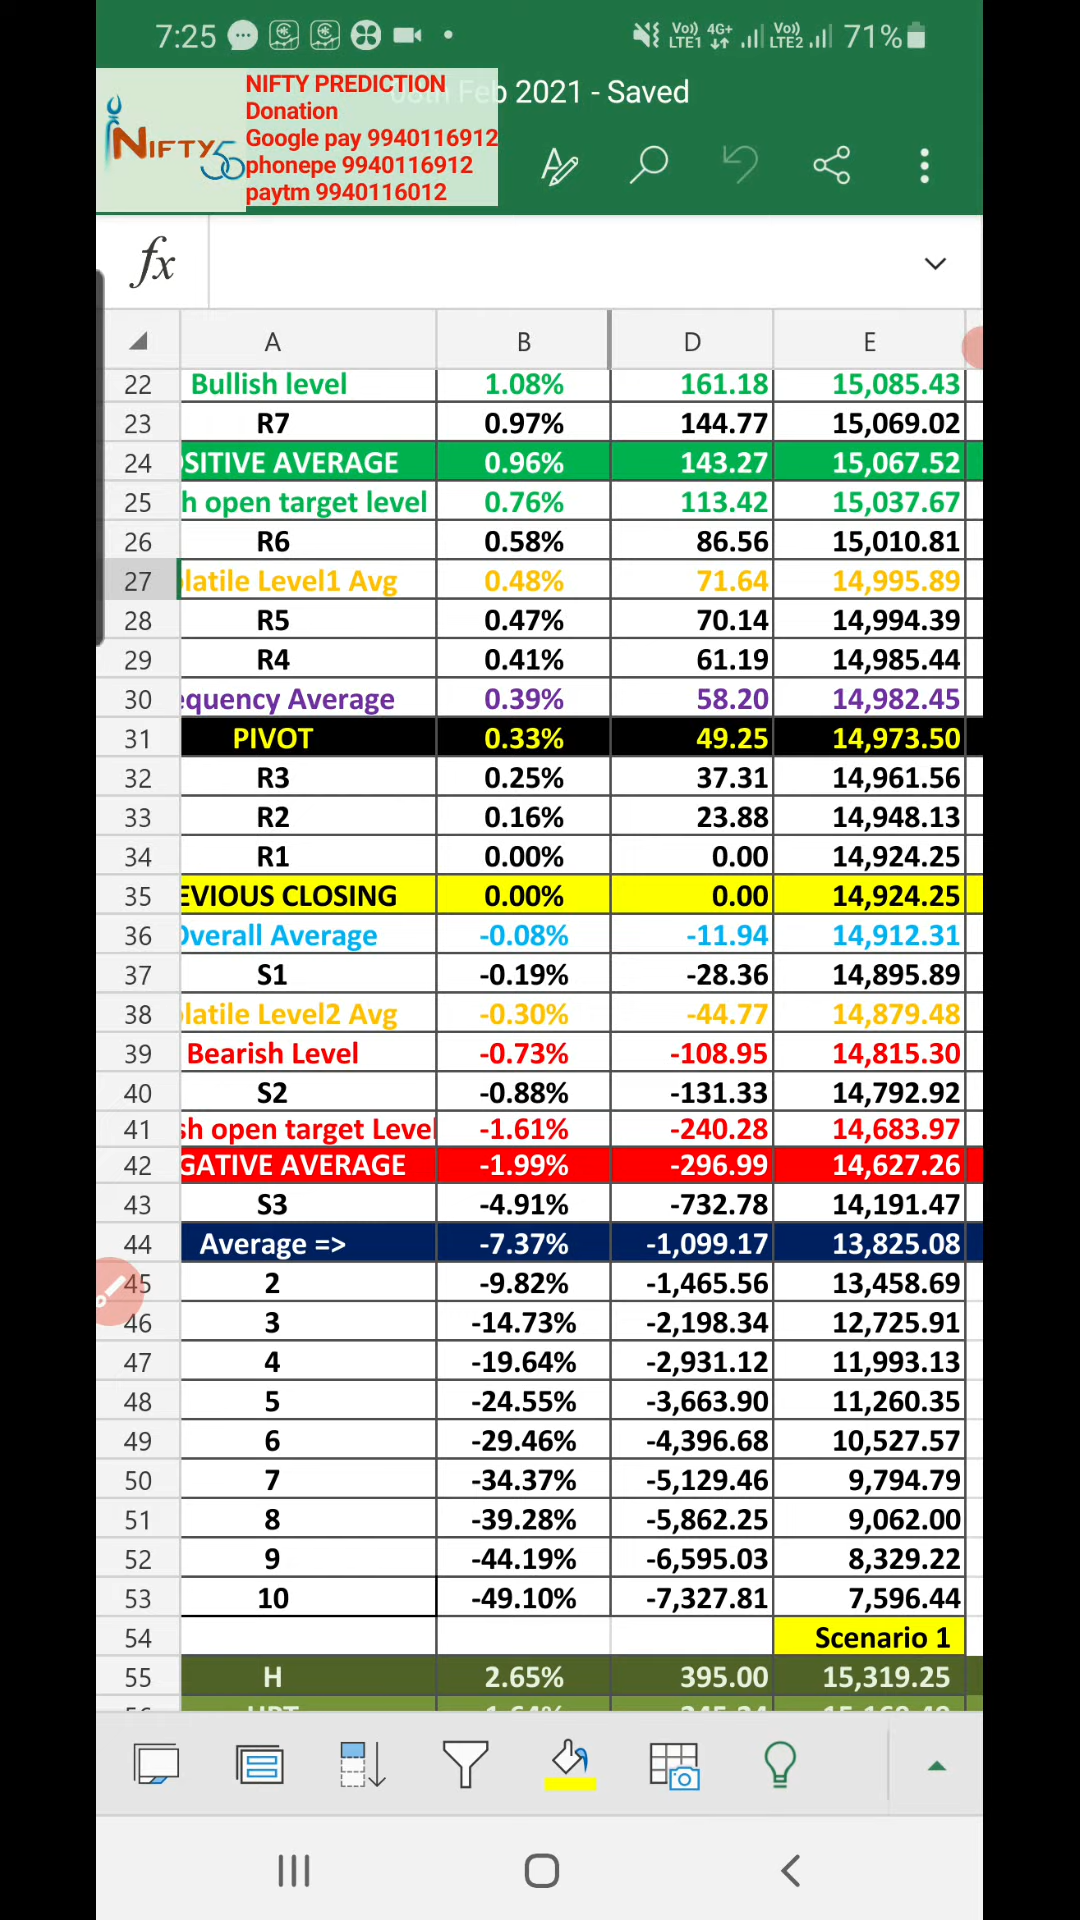 7:25 Vo)) LTE1 4G+ Vo)) LTE2 71%
NIFTY PREDICTION
Feb 2021 - Saved
Donation
NIFTY50
Google pay 9940116912
phonepe 9940116912
paytm 9940116012
fx
A B D E
22 Bullish level 1.08% 161.18 15,085.43
23 R7 0.97% 144.77 15,069.02
24 SITIVE AVERAGE 0.96% 143.27 15,067.52
25 h open target level 0.76% 113.42 15,037.67
26 R6 0.58% 86.56 15,010.81
27 latile Level1 Avg 0.48% 71.64 14,995.89
28 R5 0.47% 70.14 14,994.39
29 R4 0.41% 61.19 14,985.44
30 equency Average 0.39% 58.20 14,982.45
31 PIVOT 0.33% 49.25 14,973.50
32 R3 0.25% 37.31 14,961.56
33 R2 0.16% 23.88 14,948.13
34 R1 0.00% 0.00 14,924.25
35 EVIOUS CLOSING 0.00% 0.00 14,924.25
36 Overall Average -0.08% -11.94 14,912.31
37 S1 -0.19% -28.36 14,895.89
38 latile Level2 Avg -0.30% -44.77 14,879.48
39 Bearish Level -0.73% -108.95 14,815.30
40 S2 -0.88% -131.33 14,792.92
41 sh open target Level -1.61% -240.28 14,683.97
42 GATIVE AVERAGE -1.99% -296.99 14,627.26
43 S3 -4.91% -732.78 14,191.47
44 Average => -7.37% -1,099.17 13,825.08
45 2 -9.82% -1,465.56 13,458.69
46 3 -14.73% -2,198.34 12,725.91
47 4 -19.64% -2,931.12 11,993.13
48 5 -24.55% -3,663.90 11,260.35
49 6 -29.46% -4,396.68 10,527.57
50 7 -34.37% -5,129.46 9,794.79
51 8 -39.28% -5,862.25 9,062.00
52 9 -44.19% -6,595.03 8,329.22
53 10 -49.10% -7,327.81 7,596.44
54 Scenario 1
55 H 2.65% 395.00 15,319.25